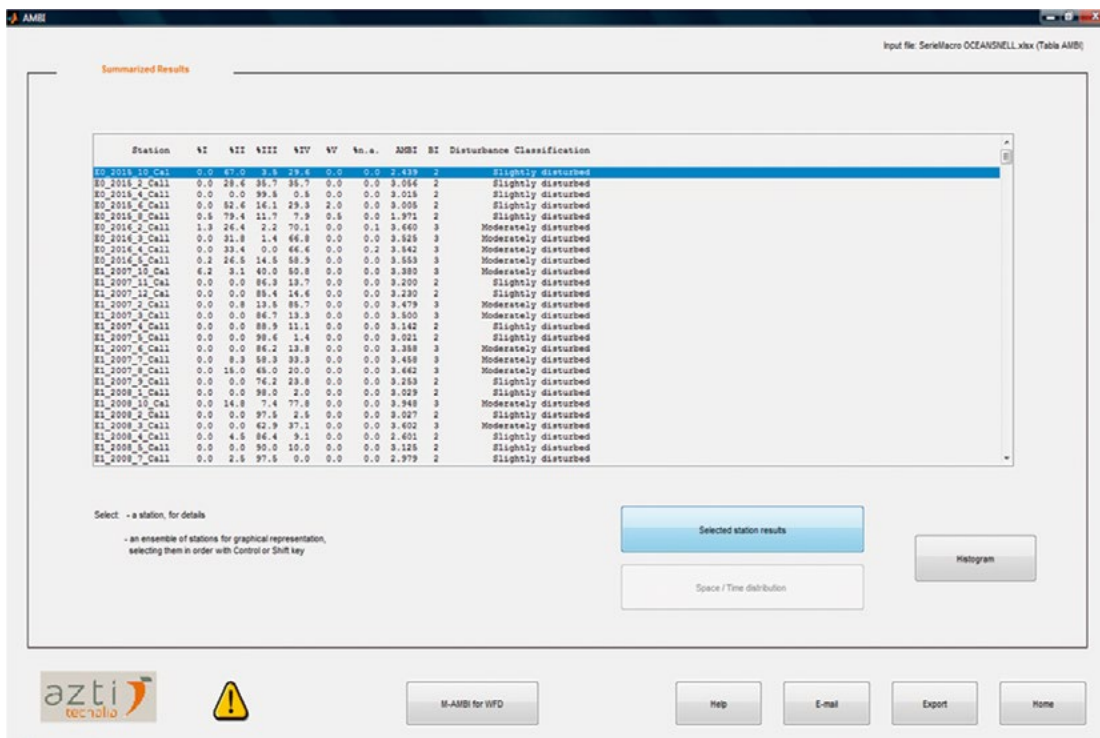 AMBI
Input file: SerieMacro OCEANSNELL.xlsx (Tabla AMBI)
Summarized Results
Station %I %II %III %IV %V %n.a. AMBI BI Disturbance Classification
E0_2015_10_Cal 0.0 67.0 3.5 29.6 0.0 0.0 2.439 2 Slightly disturbed
E0_2015_2_Call 0.0 28.6 35.7 35.7 0.0 0.0 3.056 2 Slightly disturbed
E0_2015_4_Call 0.0 0.0 99.5 0.5 0.0 0.0 3.015 2 Slightly disturbed
E0_2015_6_Call 0.0 52.6 16.1 29.3 2.0 0.0 3.005 2 Slightly disturbed
E0_2015_8_Call 0.5 79.4 11.7 7.9 0.5 0.0 1.971 2 Slightly disturbed
E0_2016_2_Call 1.3 26.4 2.2 70.1 0.0 0.1 3.660 3 Moderately disturbed
E0_2016_3_Call 0.0 31.8 1.4 66.8 0.0 0.0 3.525 3 Moderately disturbed
E0_2016_4_Call 0.0 33.4 0.0 66.6 0.0 0.2 3.542 3 Moderately disturbed
E0_2016_5_Call 0.2 26.5 14.5 58.9 0.0 0.0 3.553 3 Moderately disturbed
E1_2007_10_Cal 6.2 3.1 40.0 50.8 0.0 0.0 3.380 3 Moderately disturbed
E1_2007_11_Cal 0.0 0.0 86.3 13.7 0.0 0.0 3.200 2 Slightly disturbed
E1_2007_12_Cal 0.0 0.0 85.4 14.6 0.0 0.0 3.230 2 Slightly disturbed
E1_2007_2_Call 0.0 0.8 13.5 85.7 0.0 0.0 3.479 3 Moderately disturbed
E1_2007_3_Call 0.0 0.0 86.7 13.3 0.0 0.0 3.500 3 Moderately disturbed
E1_2007_4_Call 0.0 0.0 88.9 11.1 0.0 0.0 3.142 2 Slightly disturbed
E1_2007_5_Call 0.0 0.0 98.6 1.4 0.0 0.0 3.021 2 Slightly disturbed
E1_2007_6_Call 0.0 0.0 86.2 13.8 0.0 0.0 3.358 3 Moderately disturbed
E1_2007_7_Call 0.0 8.3 58.3 33.3 0.0 0.0 3.458 3 Moderately disturbed
E1_2007_8_Call 0.0 15.0 65.0 20.0 0.0 0.0 3.662 3 Moderately disturbed
E1_2007_9_Call 0.0 0.0 76.2 23.8 0.0 0.0 3.253 2 Slightly disturbed
E1_2008_1_Call 0.0 0.0 98.0 2.0 0.0 0.0 3.029 2 Slightly disturbed
E1_2008_10_Cal 0.0 14.8 7.4 77.8 0.0 0.0 3.948 3 Moderately disturbed
E1_2008_2_Call 0.0 0.0 97.5 2.5 0.0 0.0 3.027 2 Slightly disturbed
E1_2008_3_Call 0.0 0.0 62.9 37.1 0.0 0.0 3.602 3 Moderately disturbed
E1_2008_4_Call 0.0 4.5 86.4 9.1 0.0 0.0 2.601 2 Slightly disturbed
E1_2008_5_Call 0.0 0.0 90.0 10.0 0.0 0.0 3.125 2 Slightly disturbed
E1_2008_7_Call 0.0 2.5 97.5 0.0 0.0 0.0 2.979 2 Slightly disturbed
Select: - a station, for details
- an ensemble of stations for graphical representation,
selecting them in order with Control or Shift key
Selected station results
Space / Time distribution
Histogram
azti
tecnalia
M-AMBI for WFD
Help
E-mail
Export
Home